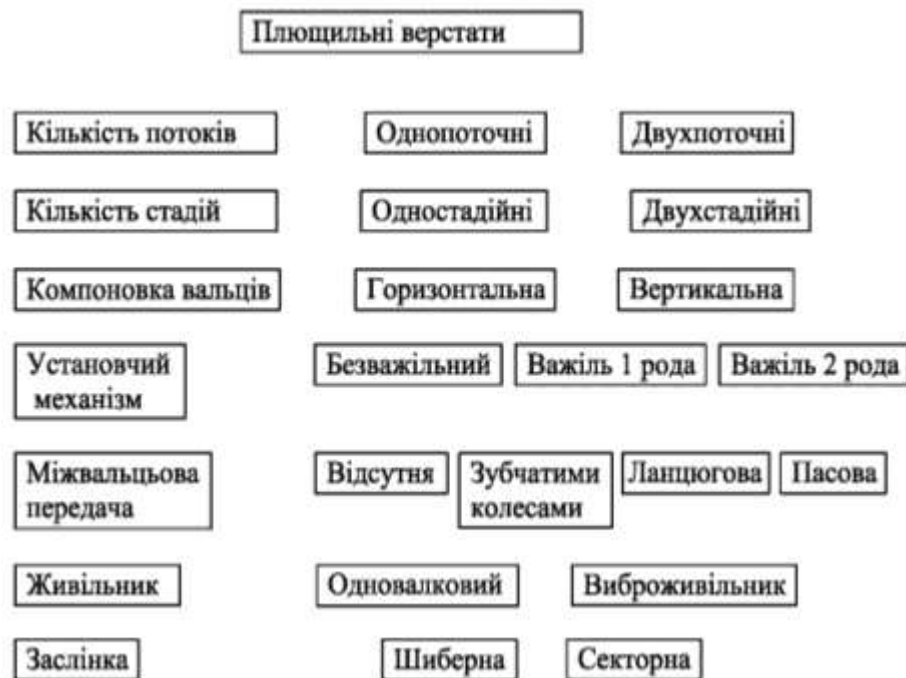 Плющильні верстати
Кількість потоків Однопоточні Двухпоточні
Кількість стадій Одностадійні Двухстадійні
Компоновка вальців Горизонтальна Вертикальна
Установчий механізм Безважільний Важіль 1 рода Важіль 2 рода
Міжвальцьова передача Відсутня Зубчатими колесами Ланцюгова Пасова
Живільник Одновалковий Виброживільник
Заслінка Шиберна Секторна